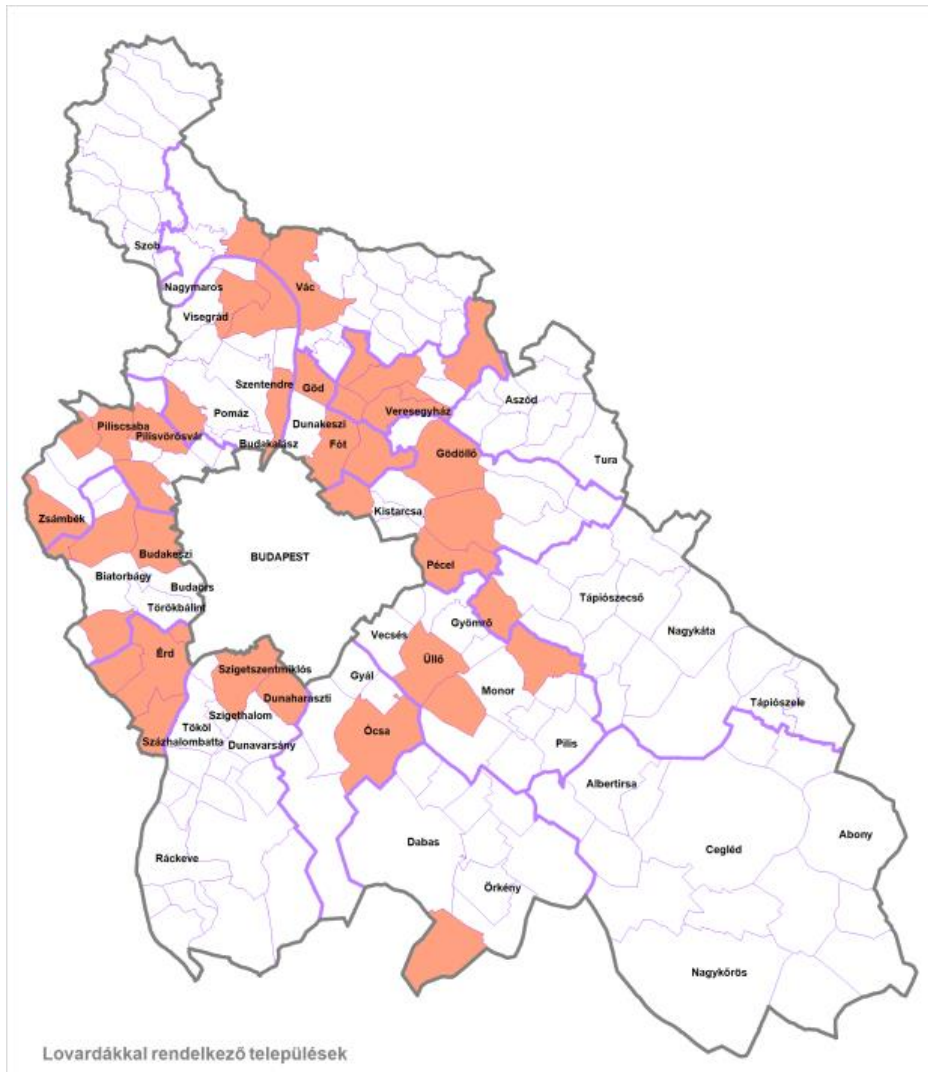 Szob
Nagymaros
Vác
Visegrád
Szentendre
Göd
Aszód
Veresegyház
Pomáz
Dunakeszi
Piliscsaba
Pilisvörösvár
Budakalász
Fót
Gödöllő
Tura
Kistarcsa
Zsámbék
Budakeszi
BUDAPEST
Pécel
Biatorbágy
Budaörs
Törökbálint
Tápiószecső
Gyömrő
Vecsés
Nagykáta
Érd
Üllő
Szigetszentmiklós
Gyál
Monor
Dunaharaszti
Tápiószele
Szigethalom
Ócsa
Tököl
Százhalombatta
Dunavarsány
Pilis
Albertirsa
Abony
Dabas
Cegléd
Ráckeve
Örkény
Nagykőrös
Lovardákkal rendelkező települések